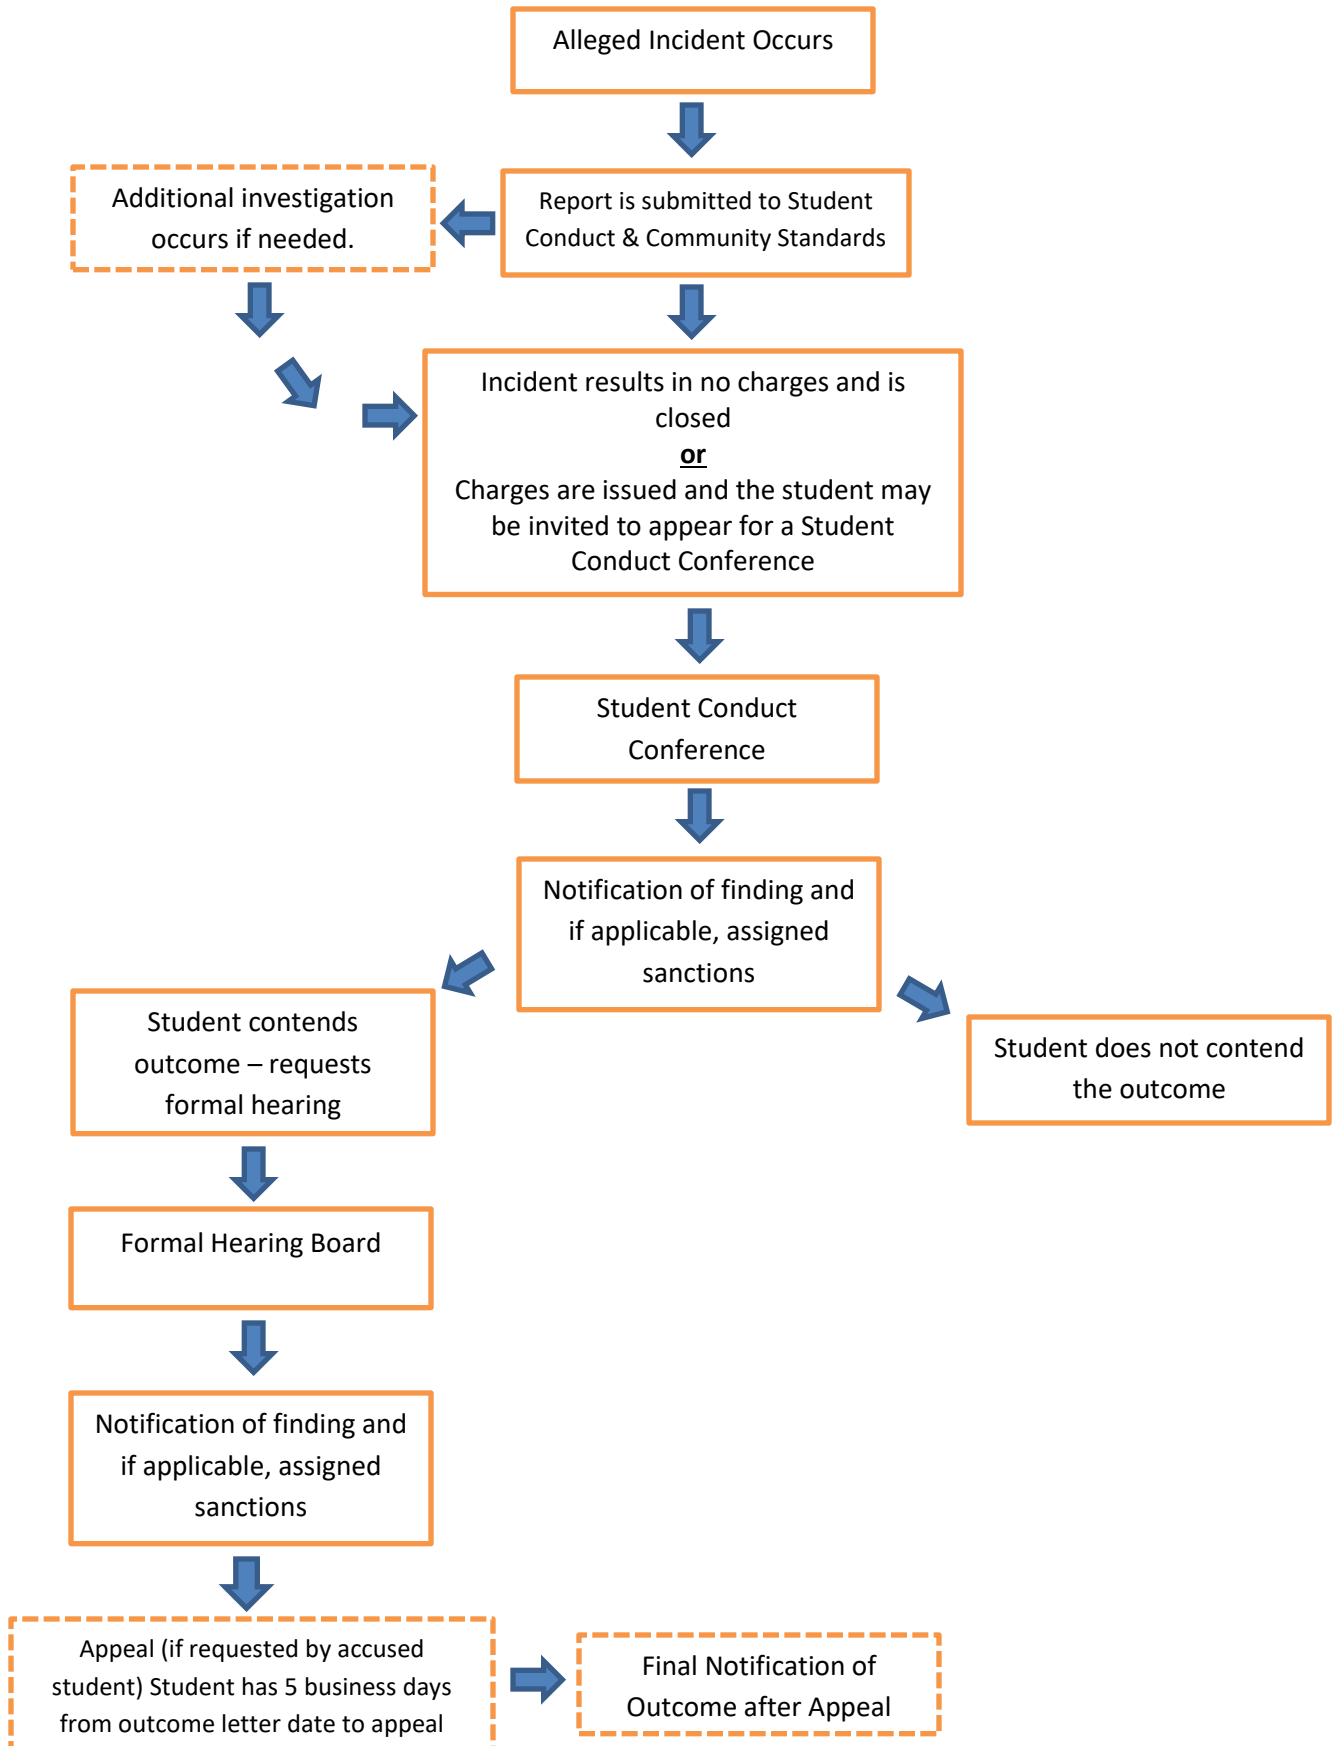 Alleged Incident Occurs
Additional investigation
occurs if needed.
Report is submitted to Student
Conduct & Community Standards
Incident results in no charges and is
closed
or
Charges are issued and the student may
be invited to appear for a Student
Conduct Conference
Student Conduct
Conference
Notification of finding and
if applicable, assigned
sanctions
Student contends
outcome – requests
formal hearing
Student does not contend
the outcome
Formal Hearing Board
Notification of finding and
if applicable, assigned
sanctions
Appeal (if requested by accused
student) Student has 5 business days
from outcome letter date to appeal
Final Notification of
Outcome after Appeal